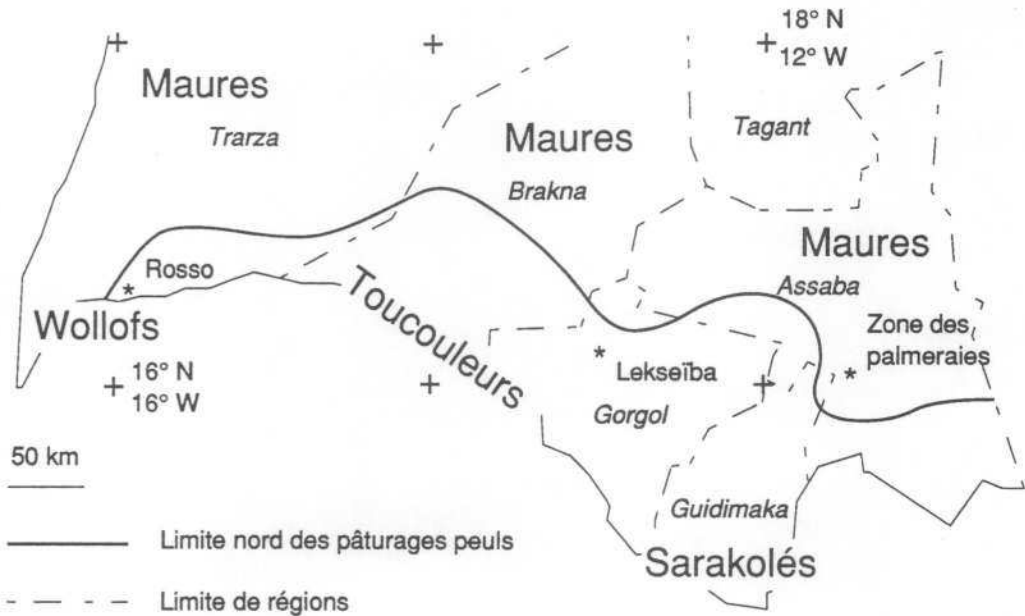 18° N
12° W
Maures
Trarza
Maures
Brakna
Tagant
Maures
Assaba
Rosso
Wollofs
Toucouleurs
Zone des
palmeraies
*
*
*
Lekseïba
16° N
16° W
Gorgol
50 km
Guidimaka
Sarakolés
Limite nord des pâturages peuls
Limite de régions